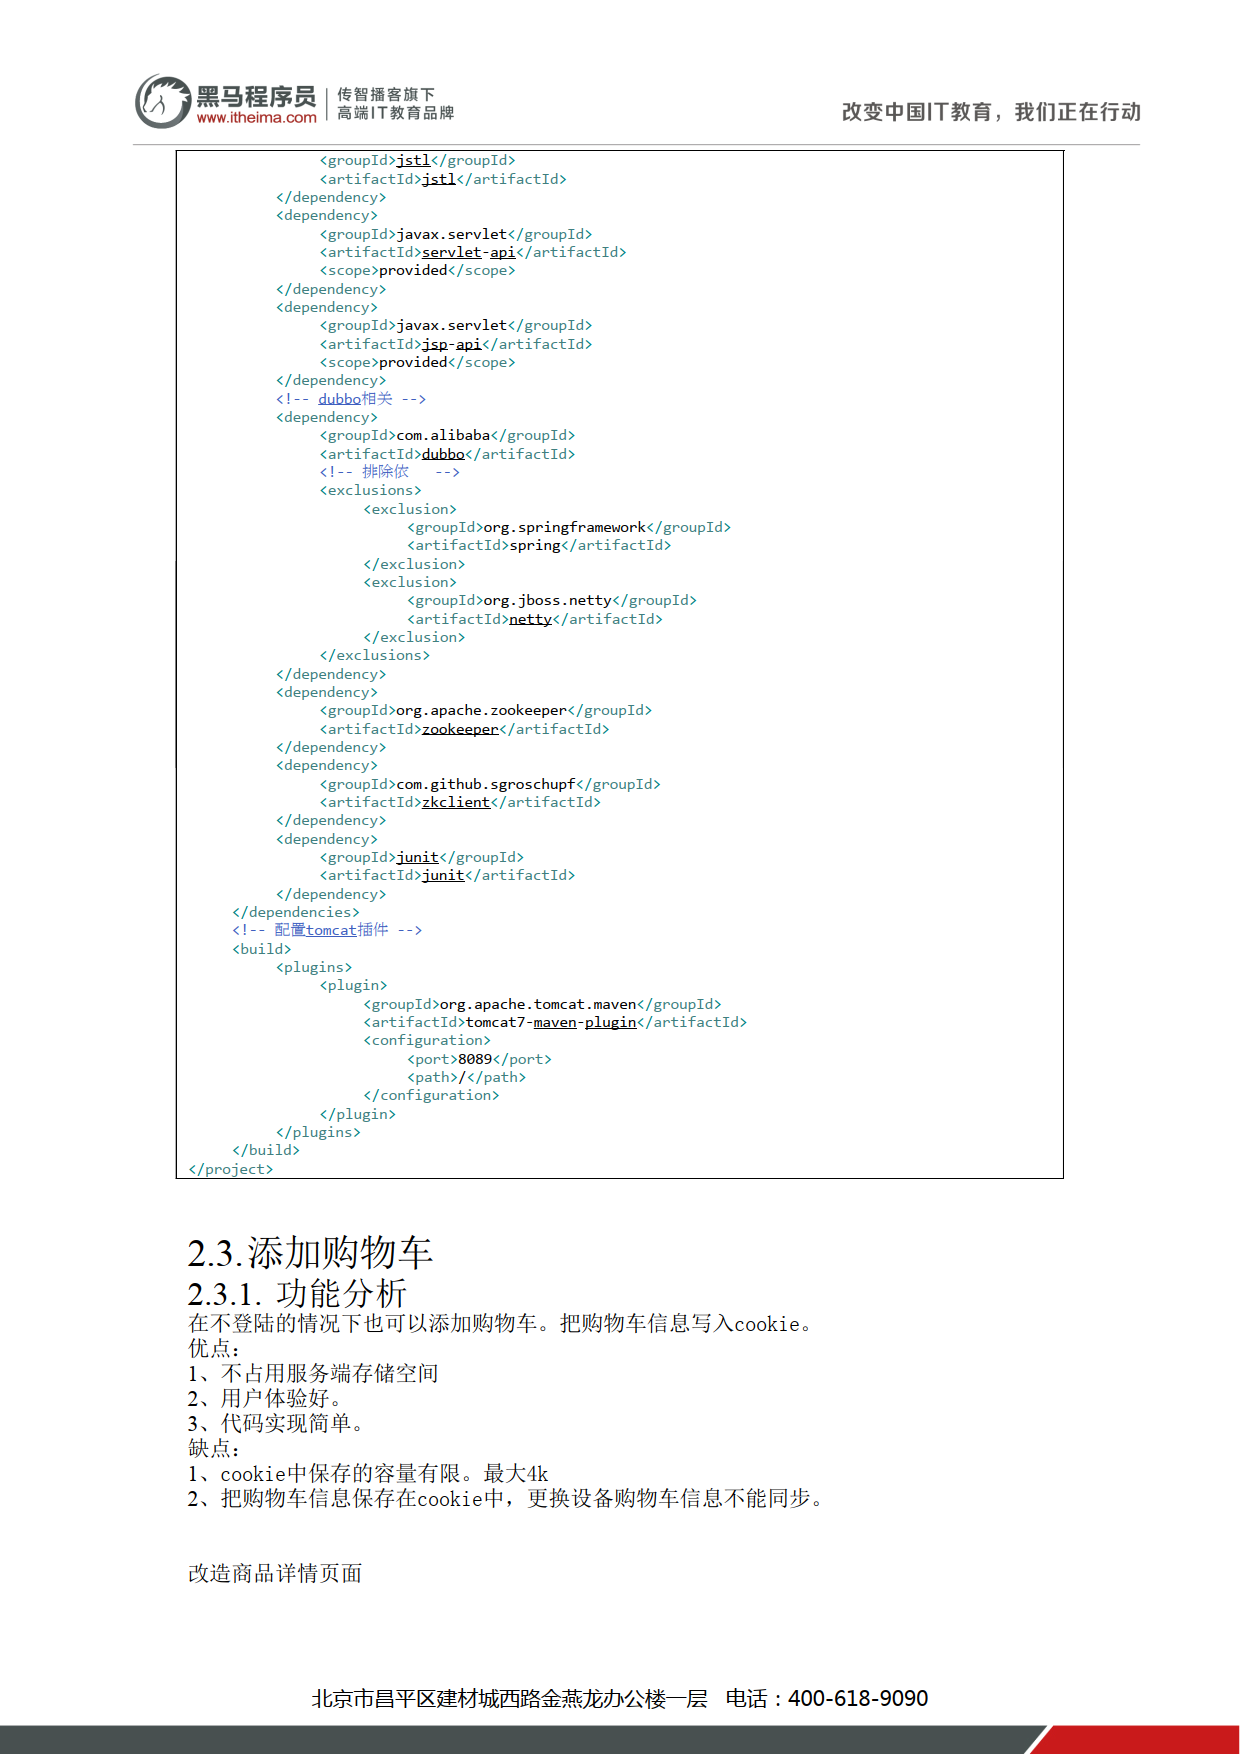 黑马程序员
www.itheima.com
传智播客旗下
高端IT教育品牌
改变中国IT教育，我们正在行动
<groupId>jstl</groupId>
<artifactId>jstl</artifactId>
</dependency>
<dependency>
<groupId>javax.servlet</groupId>
<artifactId>servlet-api</artifactId>
<scope>provided</scope>
</dependency>
<dependency>
<groupId>javax.servlet</groupId>
<artifactId>jsp-api</artifactId>
<scope>provided</scope>
</dependency>
<!-- dubbo相关 -->
<dependency>
<groupId>com.alibaba</groupId>
<artifactId>dubbo</artifactId>
<!-- 排除依 -->
<exclusions>
<exclusion>
<groupId>org.springframework</groupId>
<artifactId>spring</artifactId>
</exclusion>
<exclusion>
<groupId>org.jboss.netty</groupId>
<artifactId>netty</artifactId>
</exclusion>
</exclusions>
</dependency>
<dependency>
<groupId>org.apache.zookeeper</groupId>
<artifactId>zookeeper</artifactId>
</dependency>
<dependency>
<groupId>com.github.sgroschupf</groupId>
<artifactId>zkclient</artifactId>
</dependency>
<dependency>
<groupId>junit</groupId>
<artifactId>junit</artifactId>
</dependency>
</dependencies>
<!-- 配置tomcat插件 -->
<build>
<plugins>
<plugin>
<groupId>org.apache.tomcat.maven</groupId>
<artifactId>tomcat7-maven-plugin</artifactId>
<configuration>
<port>8089</port>
<path>/</path>
</configuration>
</plugin>
</plugins>
</build>
</project>
2.3.添加购物车
2.3.1. 功能分析
在不登陆的情况下也可以添加购物车。把购物车信息写入cookie。
优点：
1、不占用服务端存储空间
2、用户体验好。
3、代码实现简单。
缺点：
1、cookie中保存的容量有限。最大4k
2、把购物车信息保存在cookie中，更换设备购物车信息不能同步。
改造商品详情页面
北京市昌平区建材城西路金燕龙办公楼一层 电话：400-618-9090